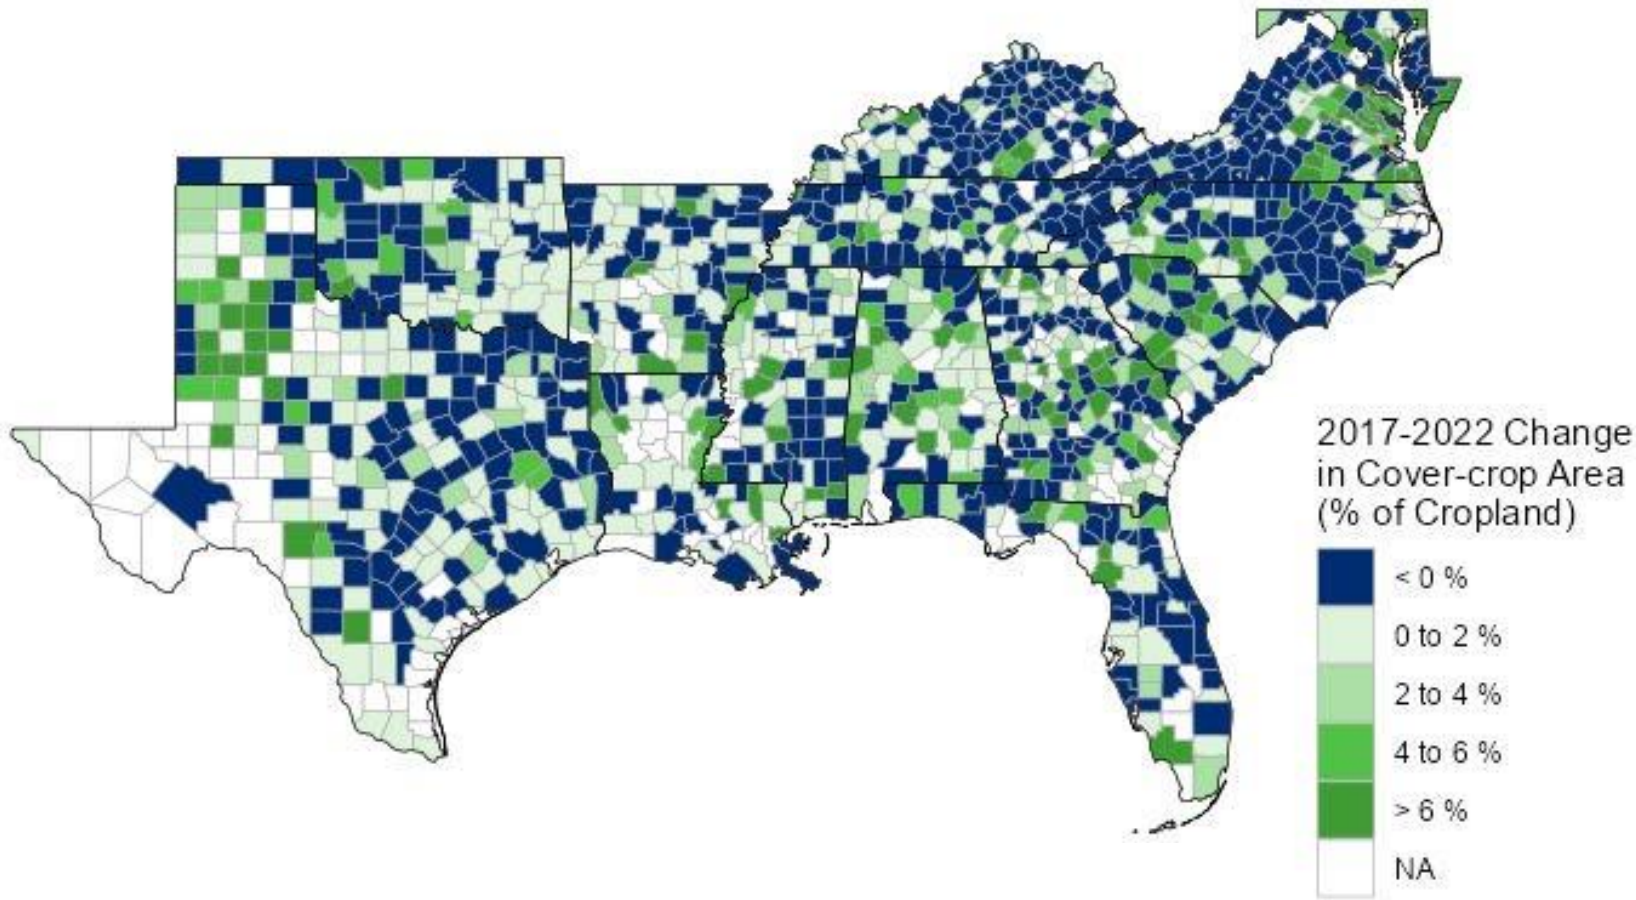 2017-2022 Change
in Cover-crop Area
(% of Cropland)
< 0 %
0 to 2 %
2 to 4 %
4 to 6 %
> 6 %
NA